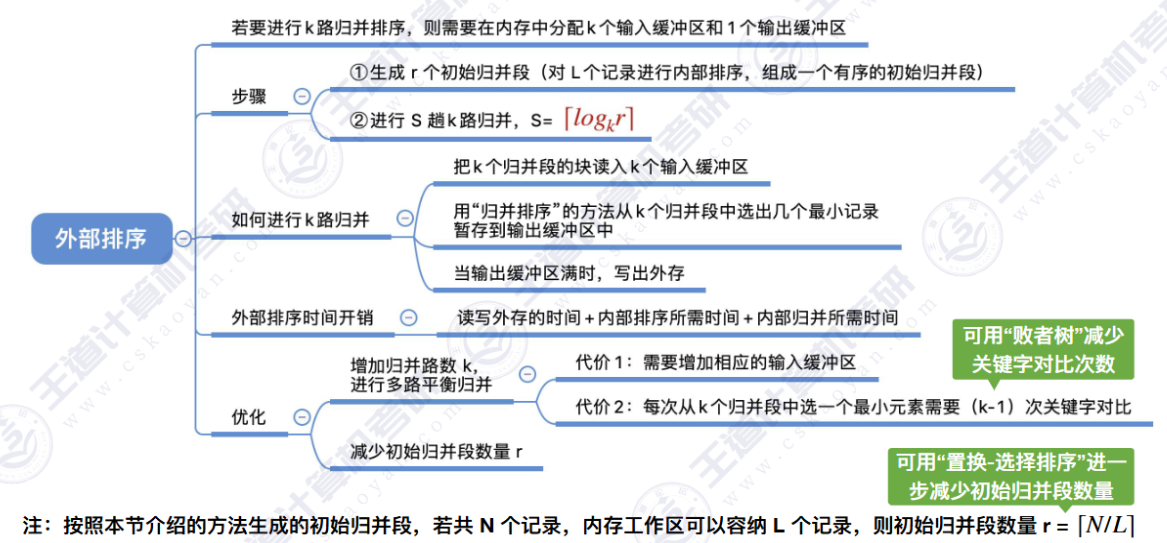 若要进行k路归并排序，则需要在内存中分配k个输入缓冲区和1个输出缓冲区
步骤
①生成 r 个初始归并段（对 L 个记录进行内部排序，组成一个有序的初始归并段）
②进行 S 趟k路归并，S= ⌈logₖr⌉
外部排序
如何进行k路归并
把k个归并段的块读入k个输入缓冲区
用“归并排序”的方法从k个归并段中选出几个最小记录
暂存到输出缓冲区中
当输出缓冲区满时，写出外存
外部排序时间开销
读写外存的时间+内部排序所需时间+内部归并所需时间
优化
增加归并路数 k，
进行多路平衡归并
代价1：需要增加相应的输入缓冲区
代价2：每次从k个归并段中选一个最小元素需要（k-1）次关键字对比
可用“败者树”减少
关键字对比次数
减少初始归并段数量 r
可用“置换-选择排序”进一
步减少初始归并段数量
注：按照本节介绍的方法生成的初始归并段，若共 N 个记录，内存工作区可以容纳 L 个记录，则初始归并段数量 r = ⌈N/L⌉
王道计算机考研
www.cskaoyan.com